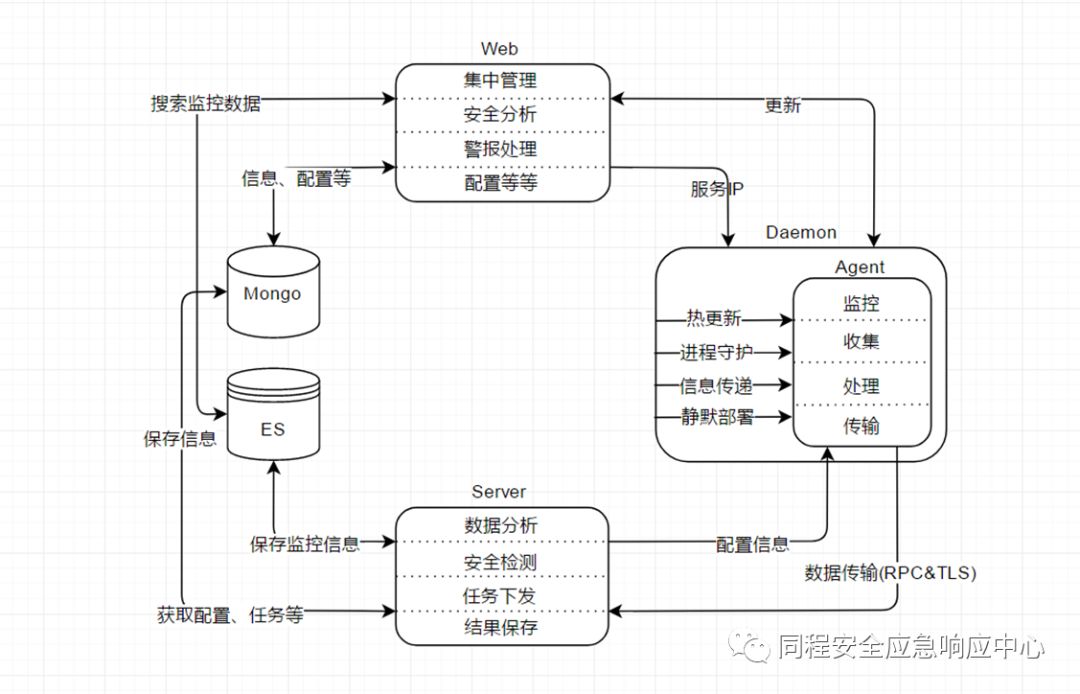 Web
集中管理
安全分析
警报处理
配置等等
搜索监控数据
信息、配置等
更新
服务IP
Mongo
ES
保存信息
Daemon
Agent
热更新
进程守护
信息传递
静默部署
监控
收集
处理
传输
Server
数据分析
安全检测
任务下发
结果保存
保存监控信息
获取配置、任务等
配置信息
数据传输(RPC&TLS)
同程安全应急响应中心